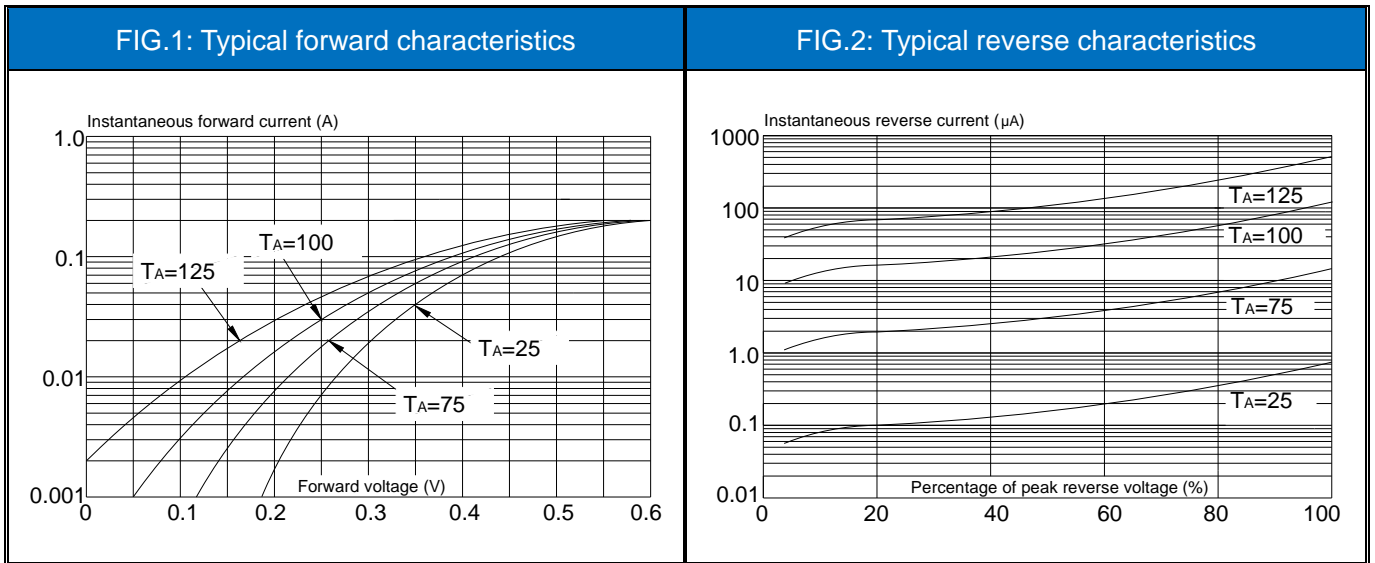 FIG.1: Typical forward characteristics
Instantaneous forward current (A)
1.0
0.1
0.01
0.001
TA=100
TA=125
TA=25
TA=75
Forward voltage (V)
0 0.1 0.2 0.3 0.4 0.5 0.6
FIG.2: Typical reverse characteristics
Instantaneous reverse current (μA)
1000
100
10
1.0
0.1
0.01
TA=125
TA=100
TA=75
TA=25
Percentage of peak reverse voltage (%)
0 20 40 60 80 100